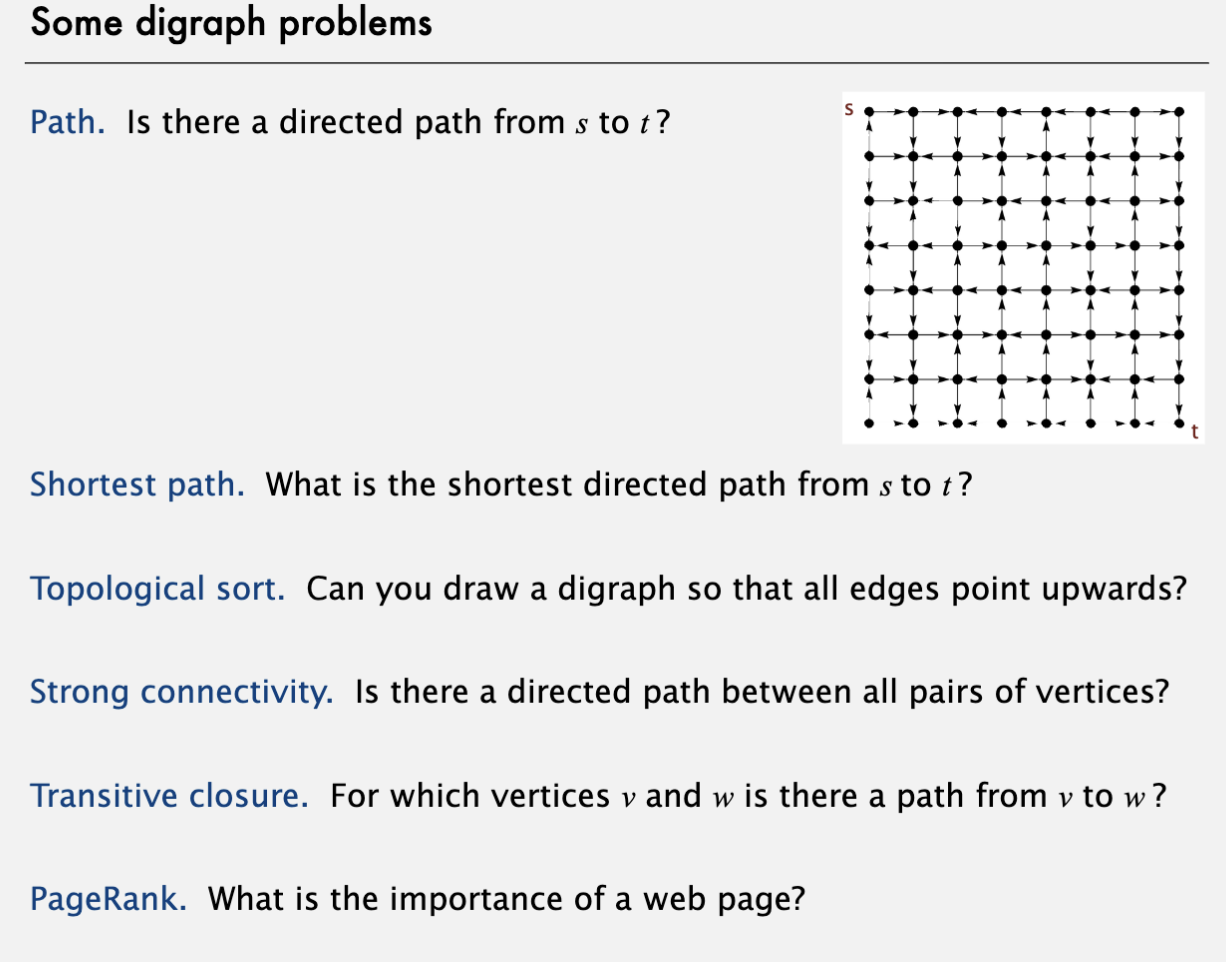 Some digraph problems
Path. Is there a directed path from s to t?
s
t
Shortest path. What is the shortest directed path from s to t?
Topological sort. Can you draw a digraph so that all edges point upwards?
Strong connectivity. Is there a directed path between all pairs of vertices?
Transitive closure. For which vertices v and w is there a path from v to w?
PageRank. What is the importance of a web page?